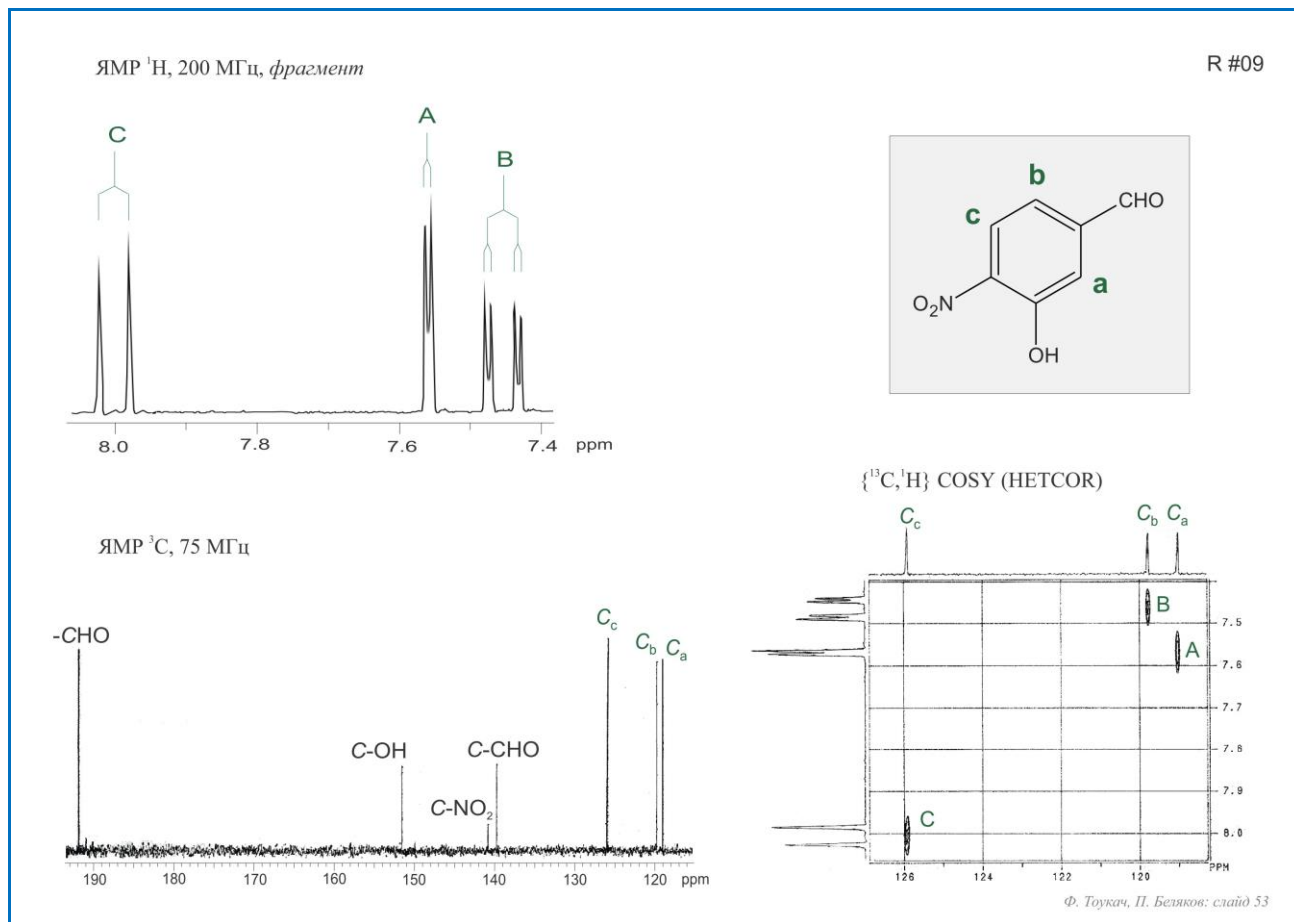 ЯМР ¹H, 200 МГц, фрагмент
R #09
C
A
B
8.0
7.8
7.6
7.4
ppm
b
c
CHO
a
O₂N
OH
{¹³C,¹H} COSY (HETCOR)
C_c
C_b
C_a
B
A
C
7.5
7.6
7.7
7.8
7.9
8.0
PPM
126
124
122
120
ЯМР ³C, 75 МГц
-CHO
C-OH
C-NO₂
C-CHO
C_c
C_b
C_a
190
180
170
160
150
140
130
120
ppm
Ф. Тоукач, П. Беляков: слайд 53